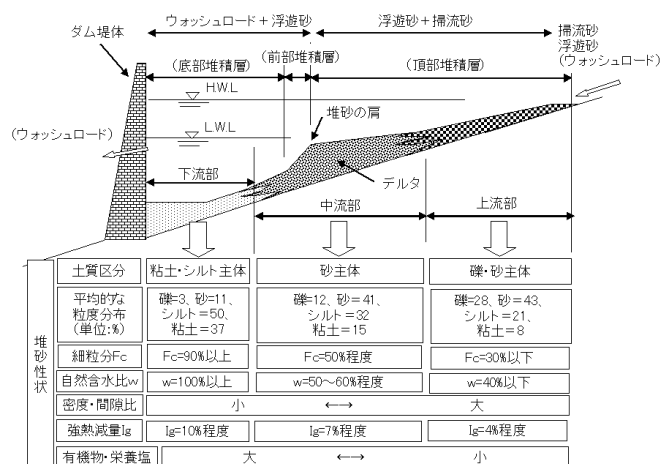 ウォッシュロード+浮遊砂
浮遊砂+掃流砂
掃流砂
浮遊砂
(ウォッシュロード)
ダム堤体
(底部堆積層)
(前部堆積層)
(頂部堆積層)
H.W.L
堆砂の肩
(ウォッシュロード)
L.W.L
下流部
デルタ
中流部
上流部
堆砂性状
土質区分
粘土・シルト主体
砂主体
礫・砂主体
平均的な
粒度分布
(単位:%)
礫=3、砂=11、
シルト=50、
粘土=37
礫=12、砂=41、
シルト=32
粘土=15
礫=28、砂=43、
シルト=21、
粘土=8
細粒分Fc
Fc=90%以上
Fc=50%程度
Fc=30%以下
自然含水比w
w=100%以上
w=50~60%程度
w=40%以下
密度・間隙比
小 ←→ 大
強熱減量Ig
Ig=10%程度
Ig=7%程度
Ig=4%程度
有機物・栄養塩
大 ←→ 小